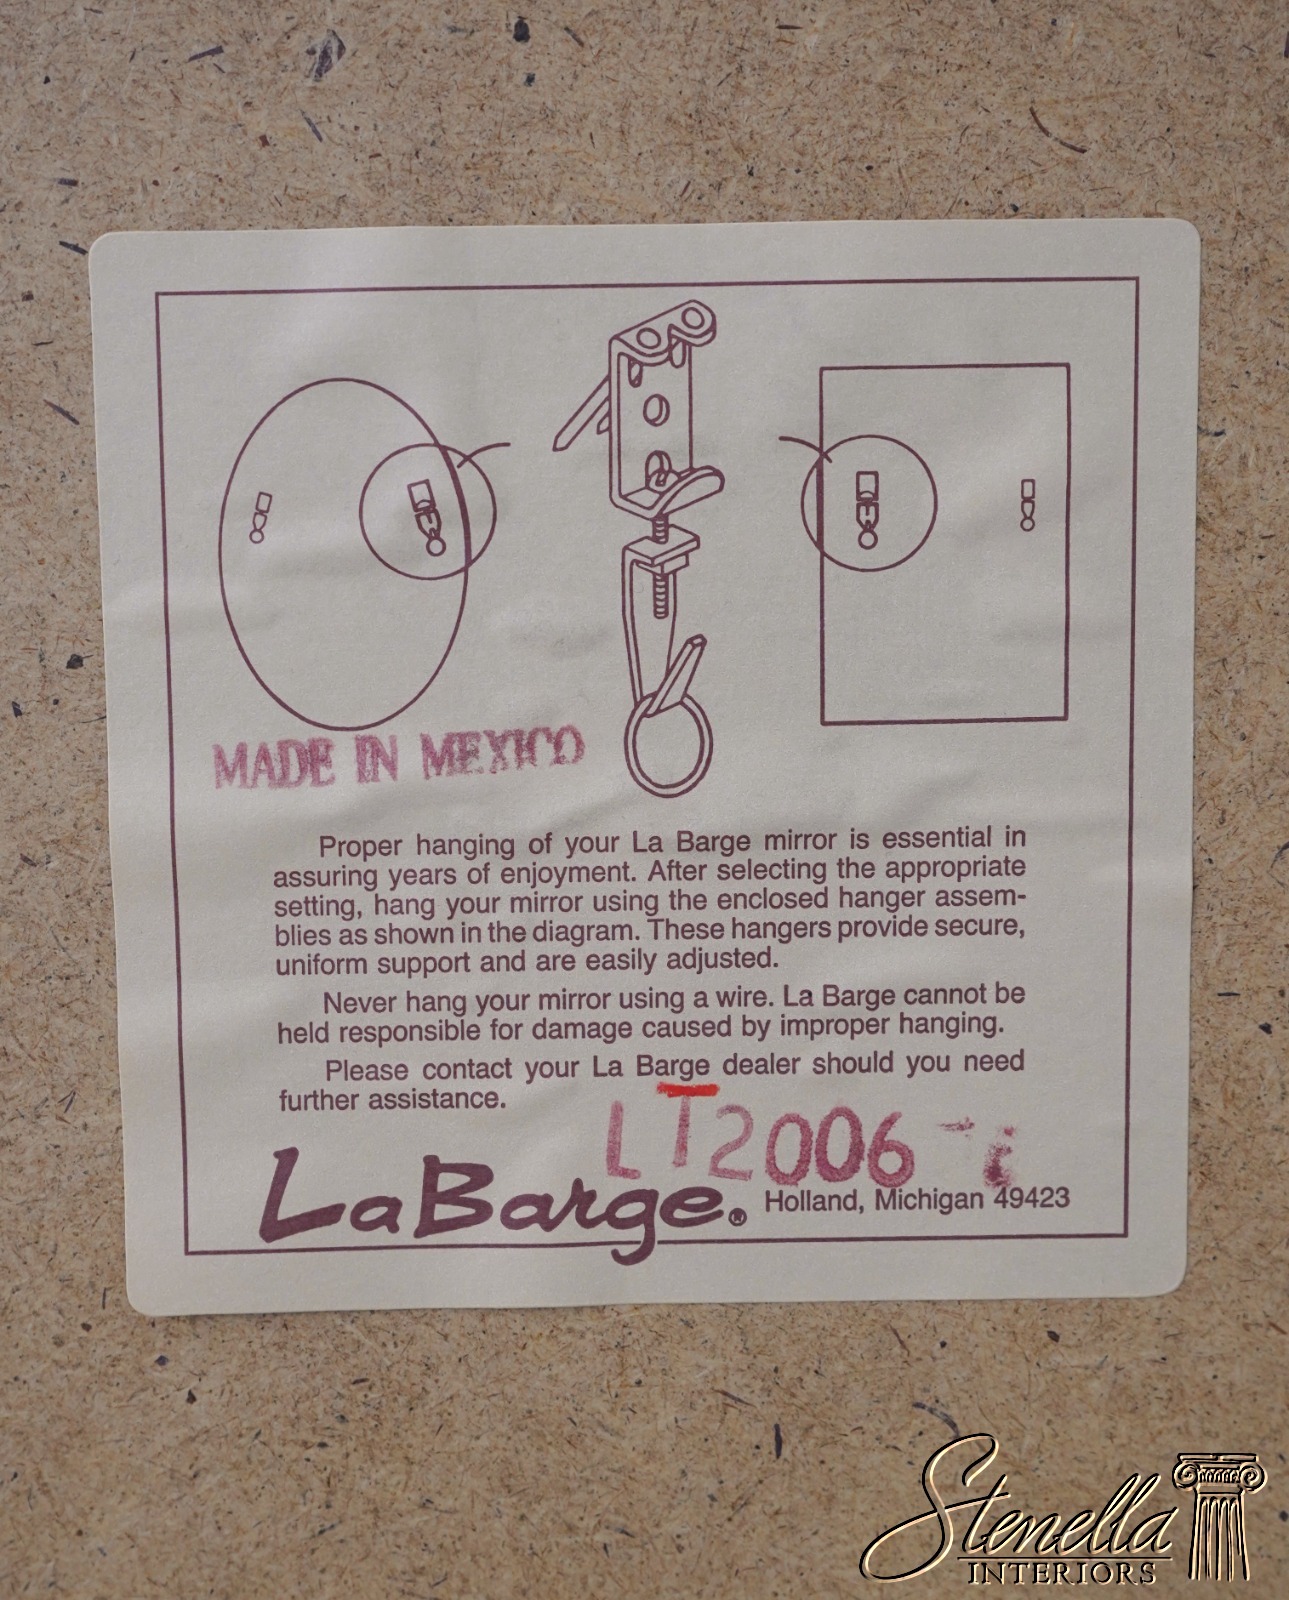 MADE IN MEXICO
Proper hanging of your La Barge mirror is essential in
assuring years of enjoyment. After selecting the appropriate
setting, hang your mirror using the enclosed hanger assem-
blies as shown in the diagram. These hangers provide secure,
uniform support and are easily adjusted.
Never hang your mirror using a wire. La Barge cannot be
held responsible for damage caused by improper hanging.
Please contact your La Barge dealer should you need
further assistance.
LT2006
LaBarge® Holland, Michigan 49423
Stenella
INTERIORS